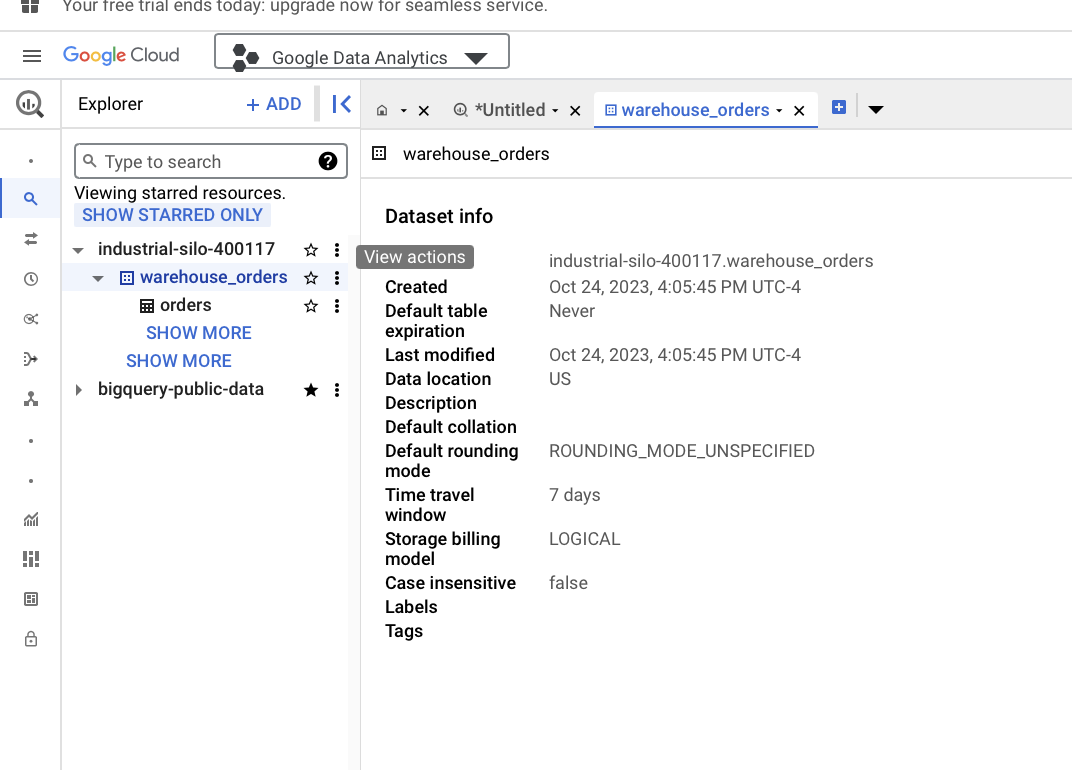 Your free trial ends today: upgrade now for seamless service.
Google Cloud
Google Data Analytics
Explorer
+ ADD
*Untitled
warehouse_orders
Type to search
warehouse_orders
Viewing starred resources.
SHOW STARRED ONLY
Dataset info
industrial-silo-400117
View actions
industrial-silo-400117.warehouse_orders
warehouse_orders
Created Oct 24, 2023, 4:05:45 PM UTC-4
orders
Default table expiration Never
SHOW MORE
SHOW MORE
Last modified Oct 24, 2023, 4:05:45 PM UTC-4
Data location US
bigquery-public-data
Description
Default collation
Default rounding mode ROUNDING_MODE_UNSPECIFIED
Time travel window 7 days
Storage billing model LOGICAL
Case insensitive false
Labels
Tags